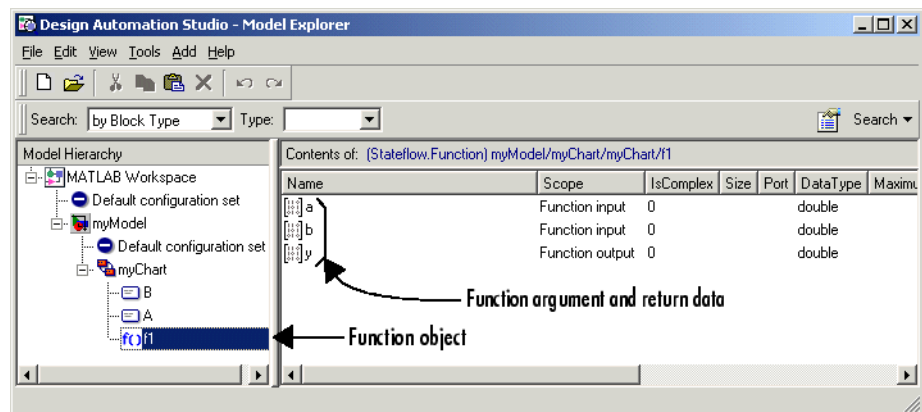 Design Automation Studio - Model Explorer
File Edit View Tools Add Help
Search: by Block Type Type: Search
Model Hierarchy
MATLAB Workspace
Default configuration set
myModel
Default configuration set
myChart
B
A
f() f1
Contents of: (Stateflow.Function) myModel/myChart/myChart/f1
Name Scope IsComplex Size Port DataType Maximu
a Function input 0 double
b Function input 0 double
y Function output 0 double
Function argument and return data
Function object